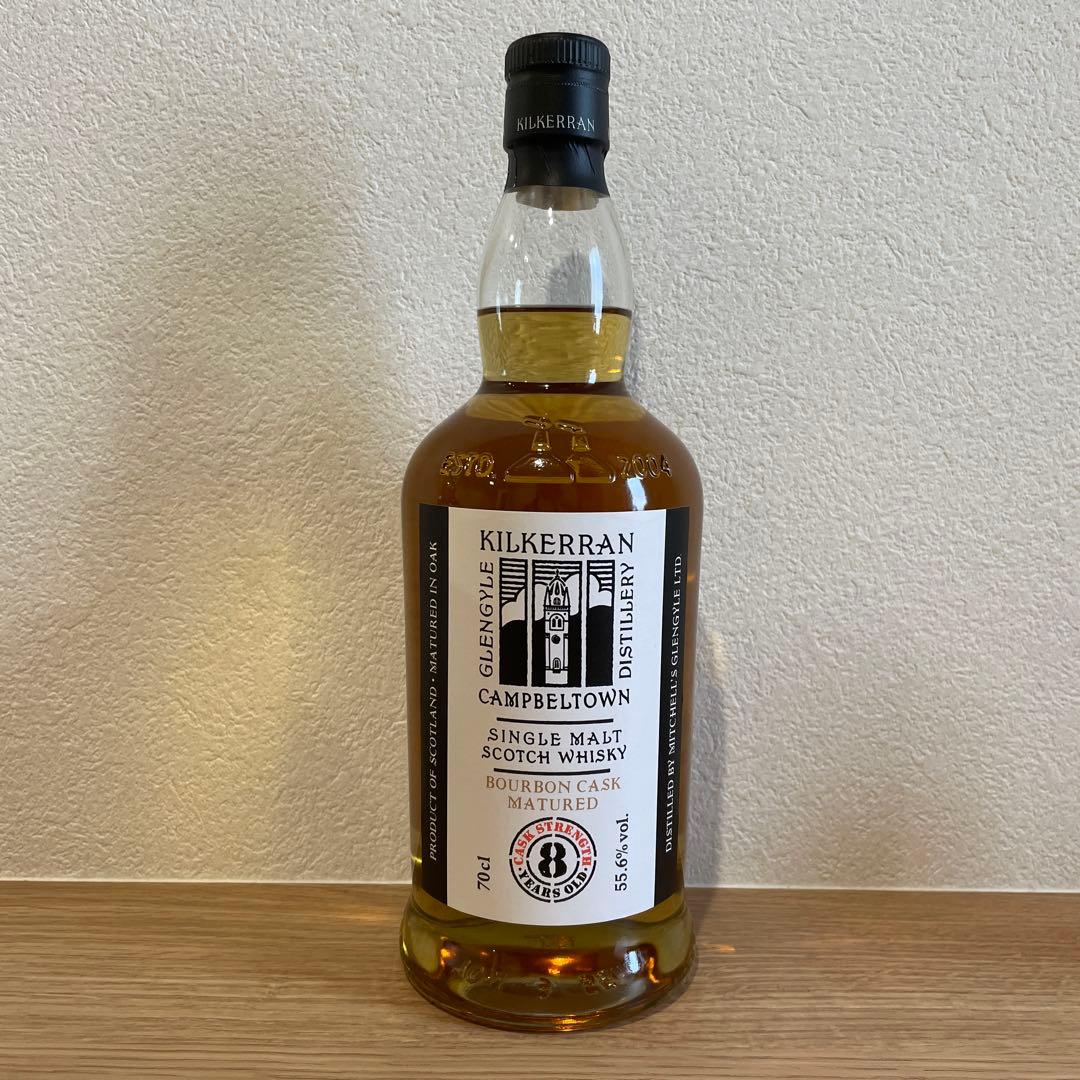 KILKERRAN
ESTD. 2004
KILKERRAN
GLENGYLE
DISTILLERY
CAMPBELTOWN
SINGLE MALT
SCOTCH WHISKY
BOURBON CASK
MATURED
CASK STRENGTH
8
YEARS OLD
70cl
55.6% vol.
PRODUCT OF SCOTLAND • MATURED IN OAK
DISTILLED BY MITCHELL'S GLENGYLE LTD